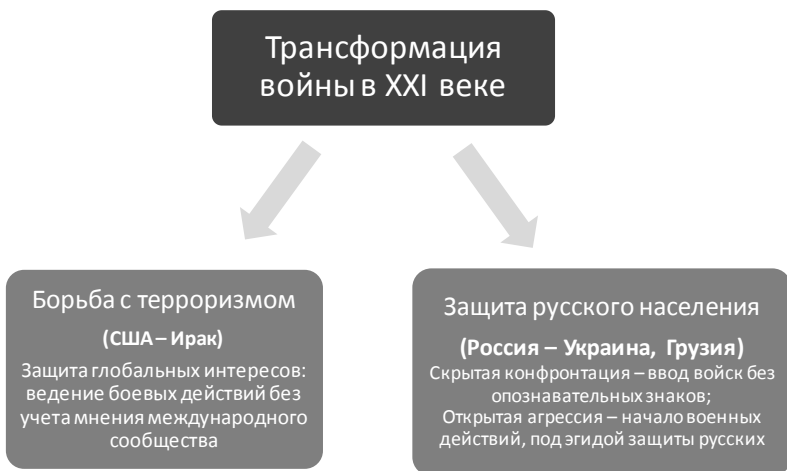 Трансформация
войны в XXI веке
Борьба с терроризмом
(США – Ирак)
Защита глобальных интересов:
ведение боевых действий без
учета мнения международного
сообщества
Защита русского населения
(Россия – Украина, Грузия)
Скрытая конфронтация – ввод войск без
опознавательных знаков;
Открытая агрессия – начало военных
действий, под эгидой защиты русских